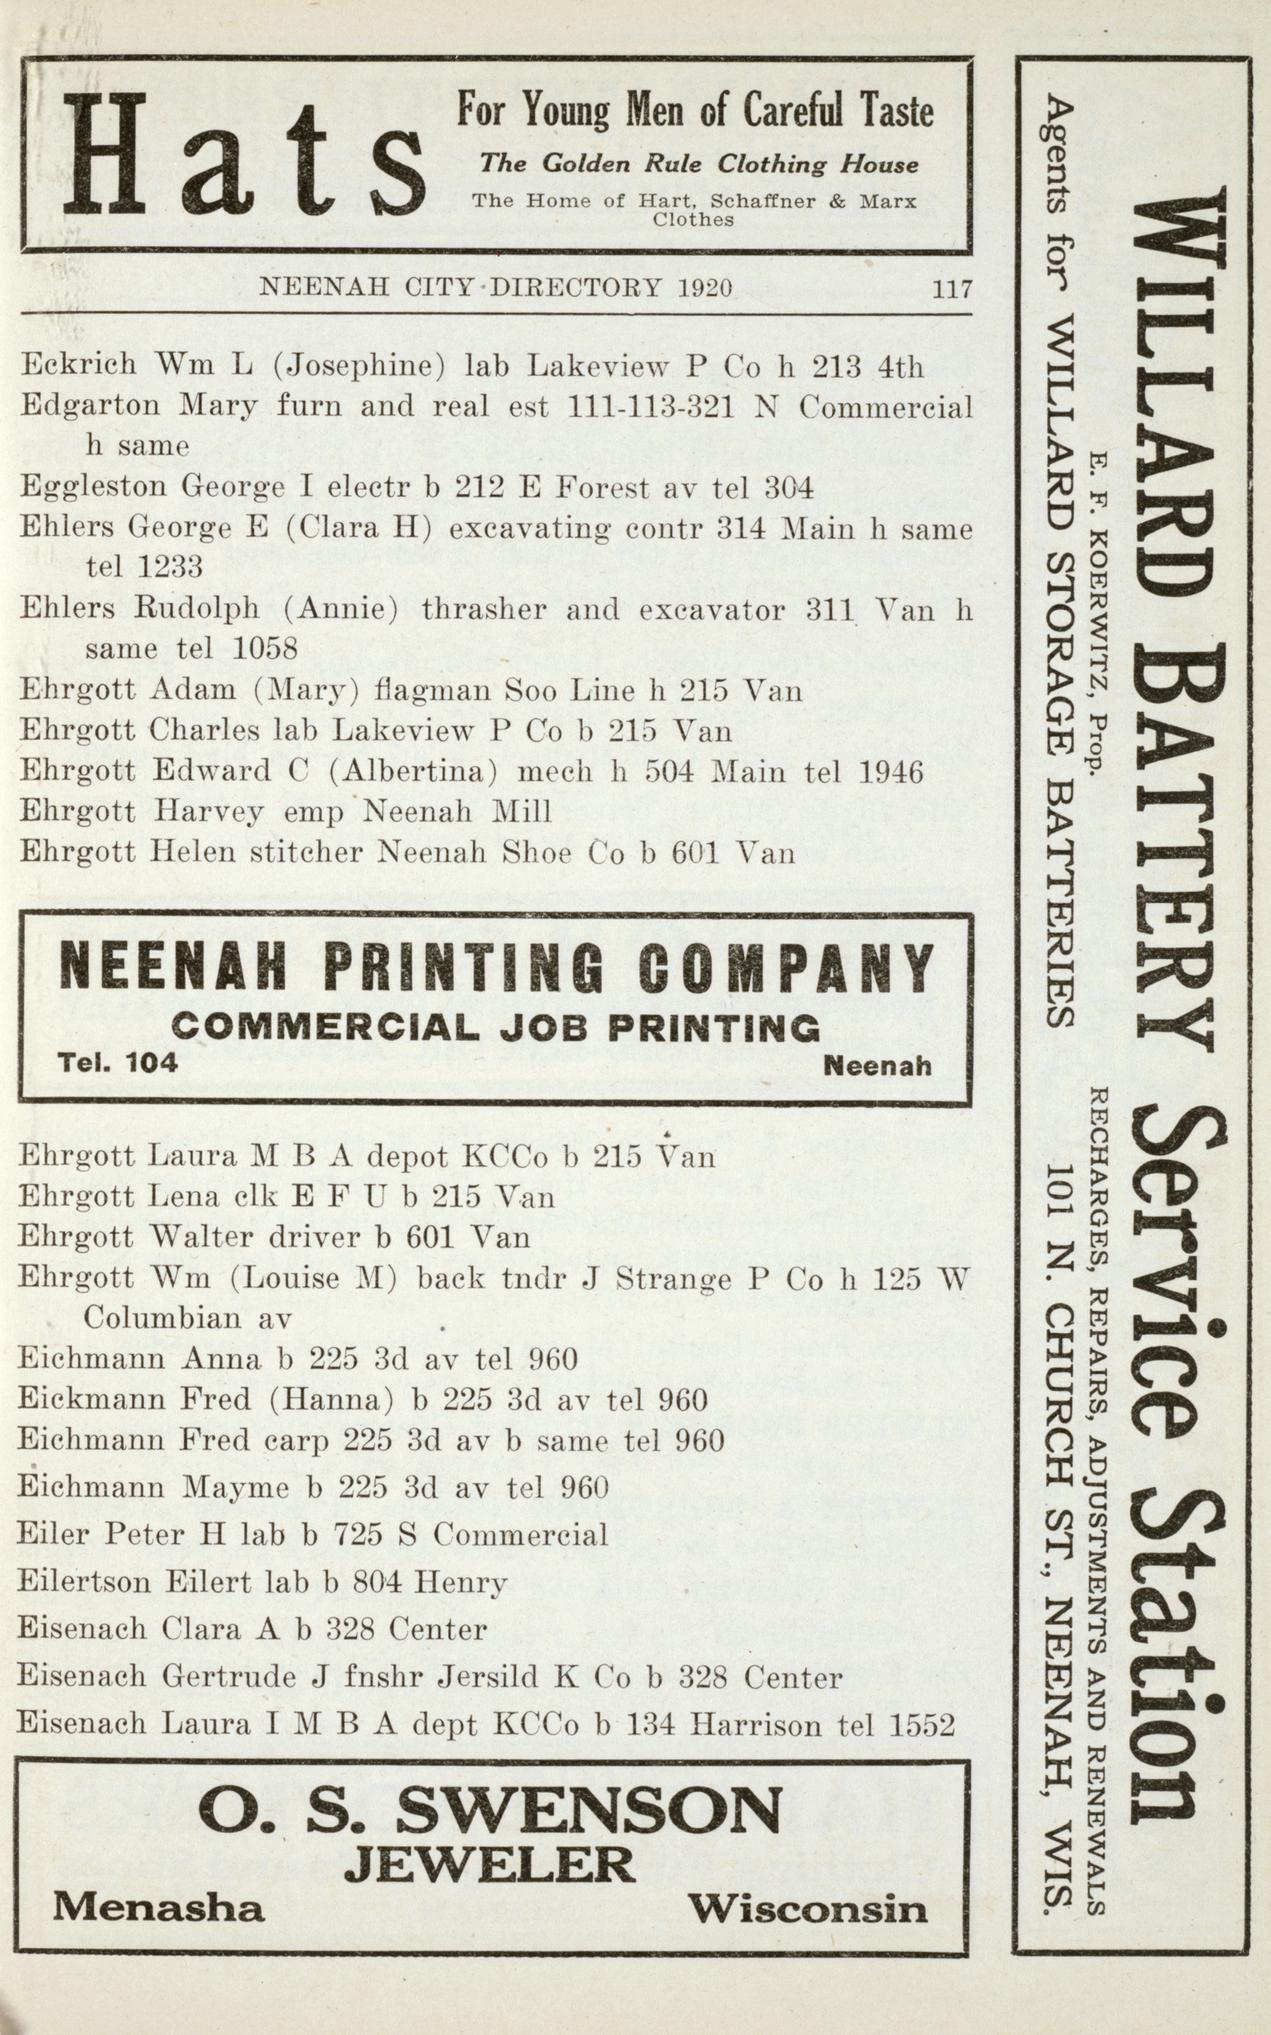 Hats
For Young Men of Careful Taste
The Golden Rule Clothing House
The Home of Hart, Schaffner & Marx
Clothes
NEENAH CITY DIRECTORY 1920 117
Eckrich Wm L (Josephine) lab Lakeview P Co h 213 4th
Edgarton Mary furn and real est 111-113-321 N Commercial
h same
Eggleston George I electr b 212 E Forest av tel 304
Ehlers George E (Clara H) excavating contr 314 Main h same
tel 1233
Ehlers Rudolph (Annie) thrasher and excavator 311 Van h
same tel 1058
Ehrgott Adam (Mary) flagman Soo Line h 215 Van
Ehrgott Charles lab Lakeview P Co b 215 Van
Ehrgott Edward C (Albertina) mech h 504 Main tel 1946
Ehrgott Harvey emp Neenah Mill
Ehrgott Helen stitcher Neenah Shoe Co b 601 Van
NEENAH PRINTING COMPANY
COMMERCIAL JOB PRINTING
Tel. 104 Neenah
Ehrgott Laura M B A depot KCCo b 215 Van
Ehrgott Lena clk E F U b 215 Van
Ehrgott Walter driver b 601 Van
Ehrgott Wm (Louise M) back tndr J Strange P Co h 125 W
Columbian av
Eichmann Anna b 225 3d av tel 960
Eickmann Fred (Hanna) b 225 3d av tel 960
Eichmann Fred carp 225 3d av b same tel 960
Eichmann Mayme b 225 3d av tel 960
Eiler Peter H lab b 725 S Commercial
Eilertson Eilert lab b 804 Henry
Eisenach Clara A b 328 Center
Eisenach Gertrude J fnshr Jersild K Co b 328 Center
Eisenach Laura I M B A dept KCCo b 134 Harrison tel 1552
O. S. SWENSON
JEWELER
Menasha Wisconsin
WILLARD BATTERY Service Station
E. F. KOERWITZ, Prop. RECHARGES, REPAIRS, ADJUSTMENTS AND RENEWALS
Agents for WILLARD STORAGE BATTERIES 101 N. CHURCH ST., NEENAH, WIS.